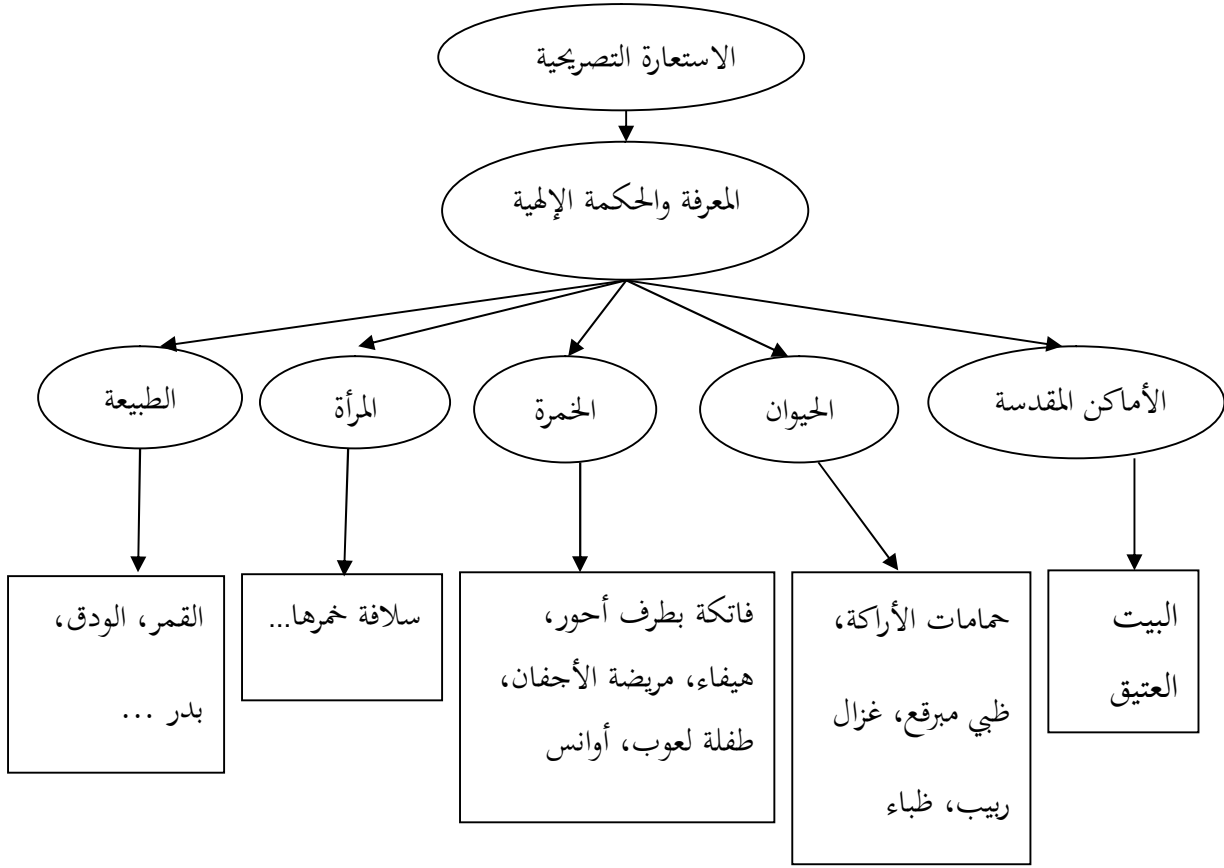 الاستعارة التصريحية
المعرفة والحكمة الإلهية
الأماكن المقدسة
الحيوان
الخمرة
المرأة
الطبيعة
البيت
العتيق
حمامات الأراكة،
ظبي مبرقع، غزال
ربيب، ظباء
فاتكة بطرف أحور،
هيفاء، مريضة الأجفان،
طفلة لعوب، أوانس
سلافة خمرها...
القمر، الودق،
بدر ...